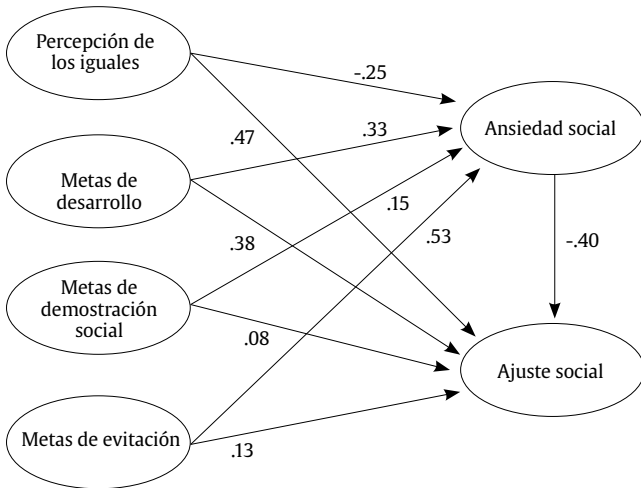 Percepción de
los iguales
-.25
.33
Ansiedad social
.47
Metas de
desarrollo
.15
.53
.38
-.40
Metas de
demostración
social
.08
Ajuste social
Metas de evitación
.13